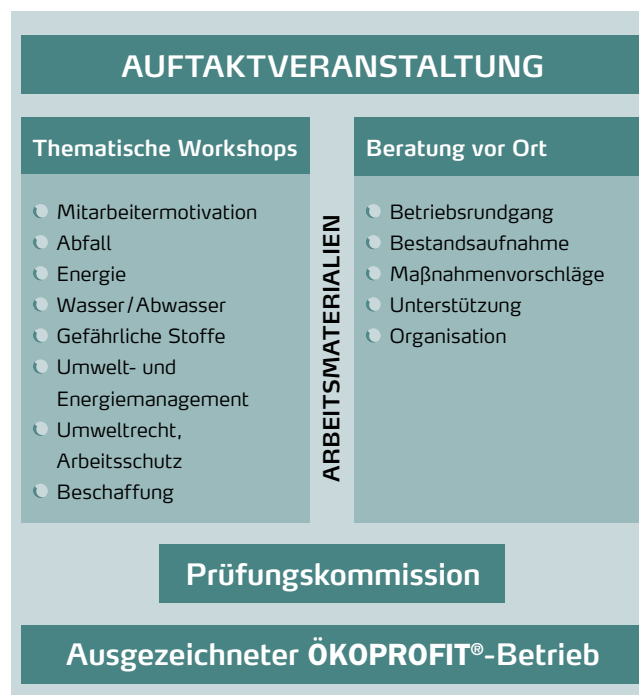 AUFTAKTVERANSTALTUNG
Thematische Workshops
Mitarbeitermotivation
Abfall
Energie
Wasser/Abwasser
Gefährliche Stoffe
Umwelt- und
Energiemanagement
Umweltrecht,
Arbeitsschutz
Beschaffung
ARBEITSMATERIALIEN
Beratung vor Ort
Betriebsrundgang
Bestandsaufnahme
Maßnahmenvorschläge
Unterstützung
Organisation
Prüfungskommission
Ausgezeichneter ÖKOPROFIT®-Betrieb